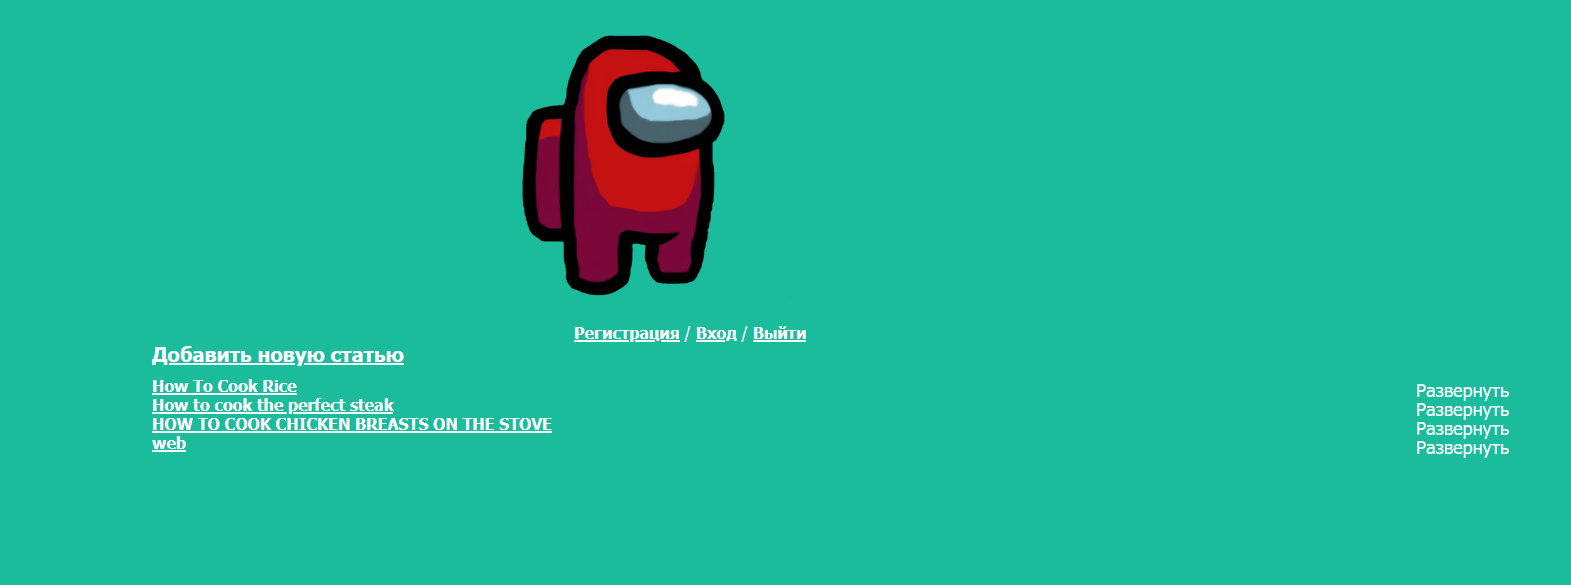 Регистрация / Вход / Выйти
Добавить новую статью
How To Cook Rice
Развернуть
How to cook the perfect steak
Развернуть
HOW TO COOK CHICKEN BREASTS ON THE STOVE
Развернуть
web
Развернуть